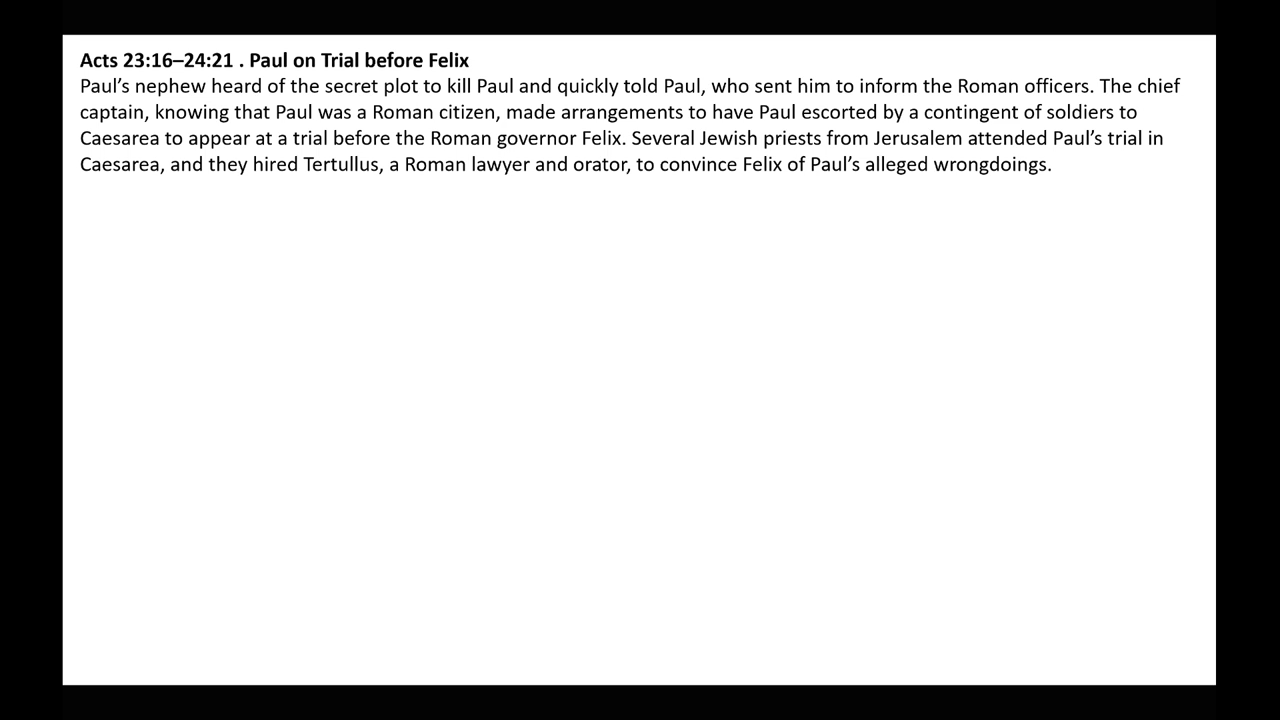 Acts 23:16–24:21 . Paul on Trial before Felix
Paul’s nephew heard of the secret plot to kill Paul and quickly told Paul, who sent him to inform the Roman officers. The chief
captain, knowing that Paul was a Roman citizen, made arrangements to have Paul escorted by a contingent of soldiers to
Caesarea to appear at a trial before the Roman governor Felix. Several Jewish priests from Jerusalem attended Paul’s trial in
Caesarea, and they hired Tertullus, a Roman lawyer and orator, to convince Felix of Paul’s alleged wrongdoings.